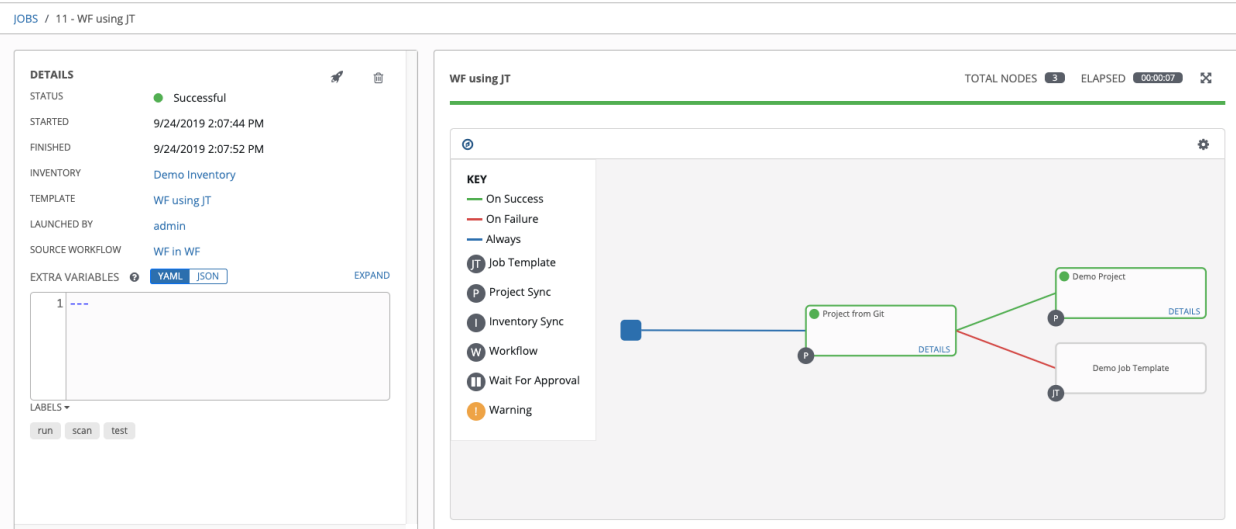 JOBS / 11 - WF using JT
DETAILS
STATUS Successful
STARTED 9/24/2019 2:07:44 PM
FINISHED 9/24/2019 2:07:52 PM
INVENTORY Demo Inventory
TEMPLATE WF using JT
LAUNCHED BY admin
SOURCE WORKFLOW WF in WF
EXTRA VARIABLES ? YAML JSON EXPAND
1 ---
LABELS
run scan test
WF using JT TOTAL NODES 3 ELAPSED 00:00:07
KEY
On Success
On Failure
Always
JT Job Template
P Project Sync
I Inventory Sync
W Workflow
Wait For Approval
! Warning
Project from Git
DETAILS
P
Demo Project
DETAILS
P
Demo Job Template
JT